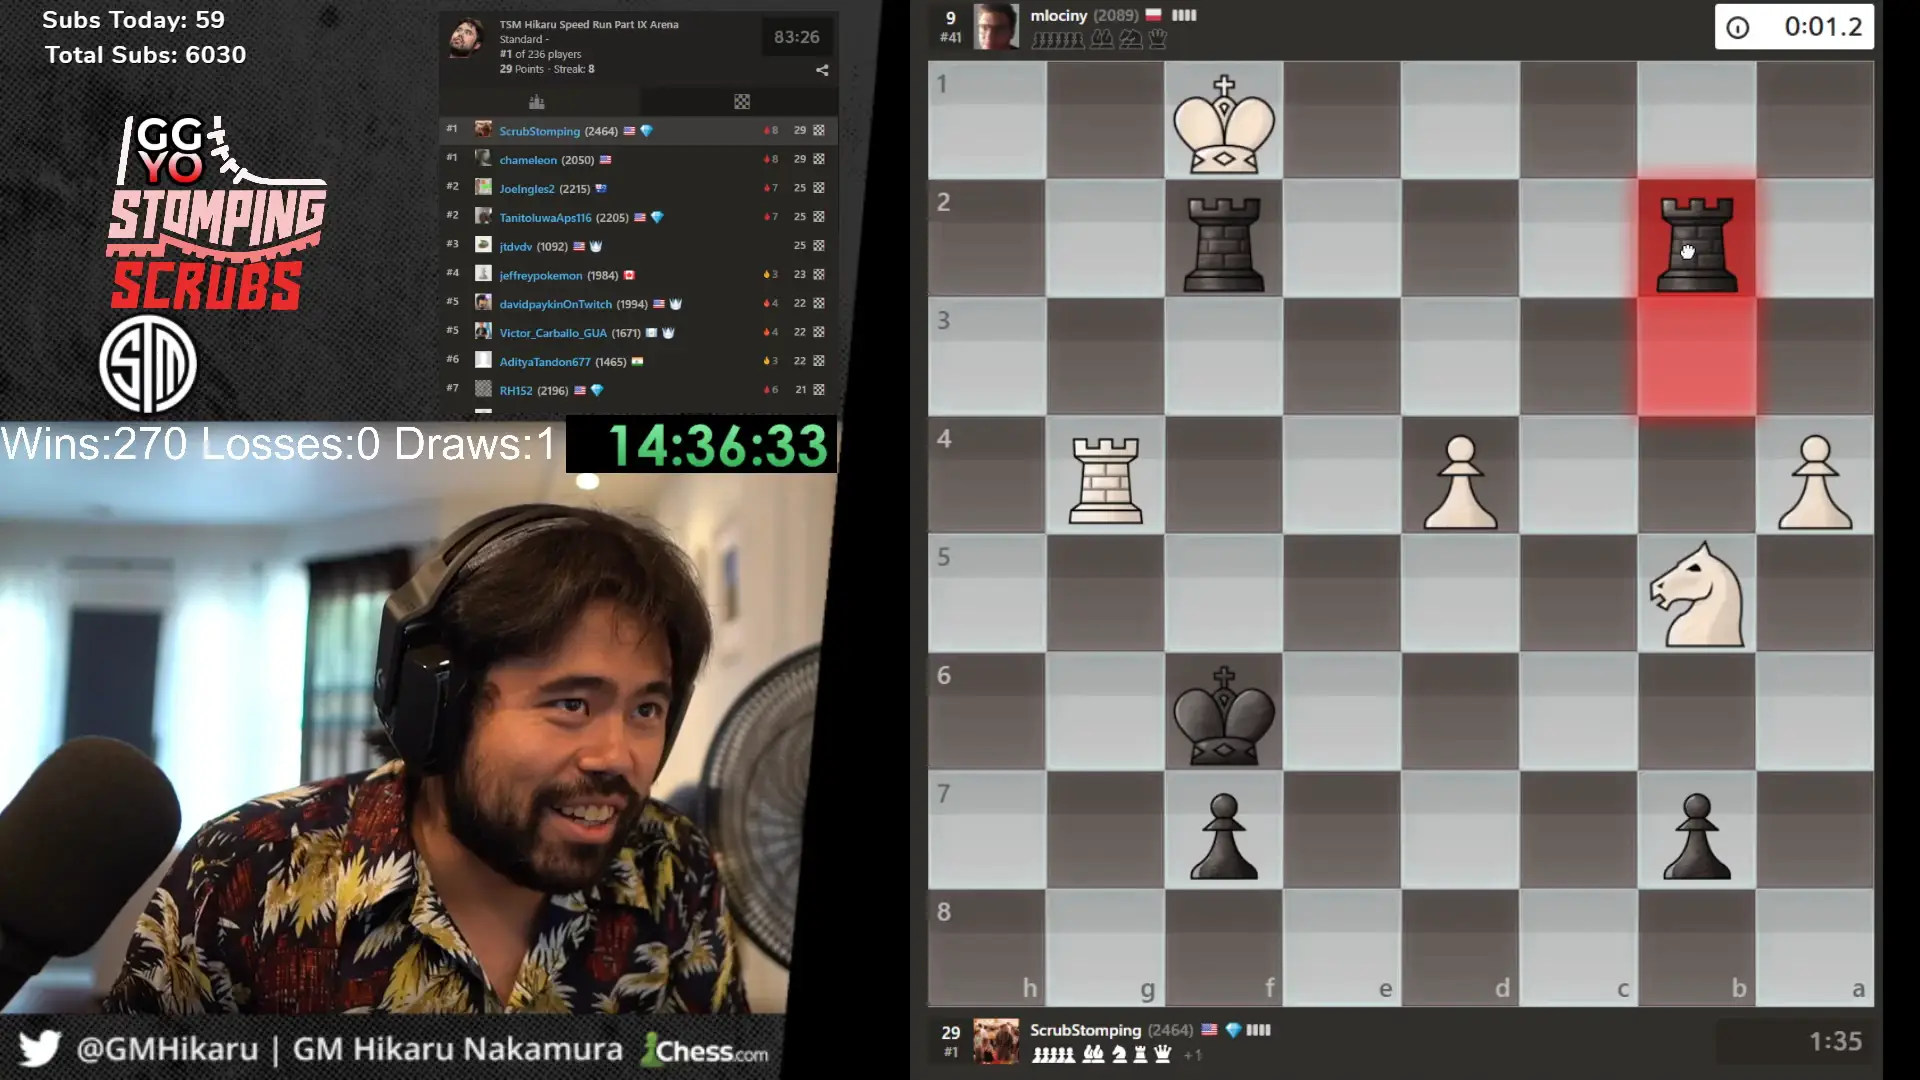 Subs Today: 59
Total Subs: 6030
GG
YO
STOMPING
SCRUBS
TSM
TSM Hikaru Speed Run Part IX Arena
Standard -
#1 of 236 players
29 Points - Streak: 8
83:26
#1 ScrubStomping (2464) 8 29
#1 chameleon (2050) 8 29
#2 JoeIngles2 (2215) 7 25
#2 TanitoluwaAps116 (2205) 7 25
#3 jtdvdv (1092) 25
#4 jeffreypokemon (1984) 3 23
#5 davidpaykinOnTwitch (1994) 4 22
#5 Victor_Carballo_GUA (1671) 4 22
#6 AdityaTandon677 (1465) 3 22
#7 RH152 (2196) 6 21
Wins:270 Losses:0 Draws:1
14:36:33
@GMHikaru | GM Hikaru Nakamura
Chess.com
9
#41
mlociny (2089)
0:01.2
1
2
3
4
5
6
7
8
h g f e d c b a
29
#1
ScrubStomping (2464)
+1
1:35